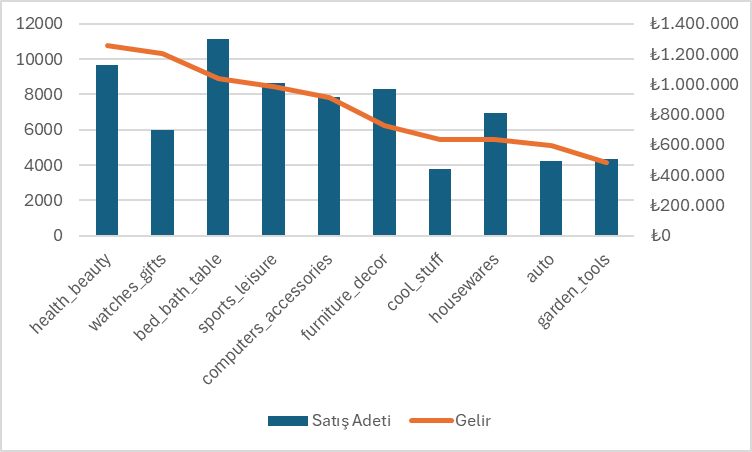 12000
10000
8000
6000
4000
2000
0
₺1.400.000
₺1.200.000
₺1.000.000
₺800.000
₺600.000
₺400.000
₺200.000
₺0
health_beauty
watches_gifts
bed_bath_table
sports_leisure
computers_accessories
furniture_decor
cool_stuff
housewares
auto
garden_tools
Satış Adeti
Gelir